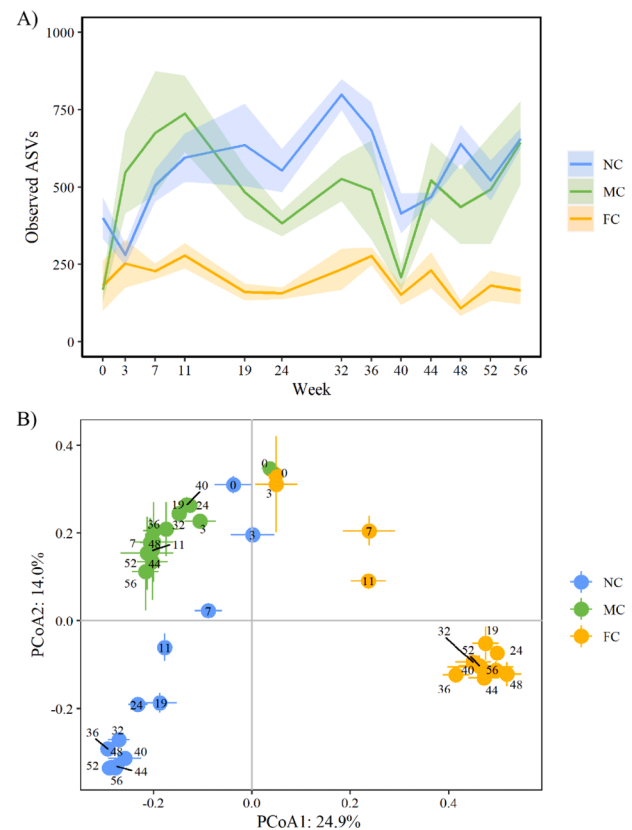 A)
1000
750
500
250
0
Observed ASVs
0 3 7 11 19 24 32 36 40 44 48 52 56
Week
NC
MC
FC
B)
0.4
0.2
0.0
-0.2
PCoA2: 14.0%
0 0 0
3
40
19 24
36 32 3
3
7 48 11
7
52 44
56
11
7
11
19
32
52 24
40 56
36 44 48
24 19
36 32
48 40
52 44
56
-0.2 0.0 0.2 0.4
PCoA1: 24.9%
NC
MC
FC